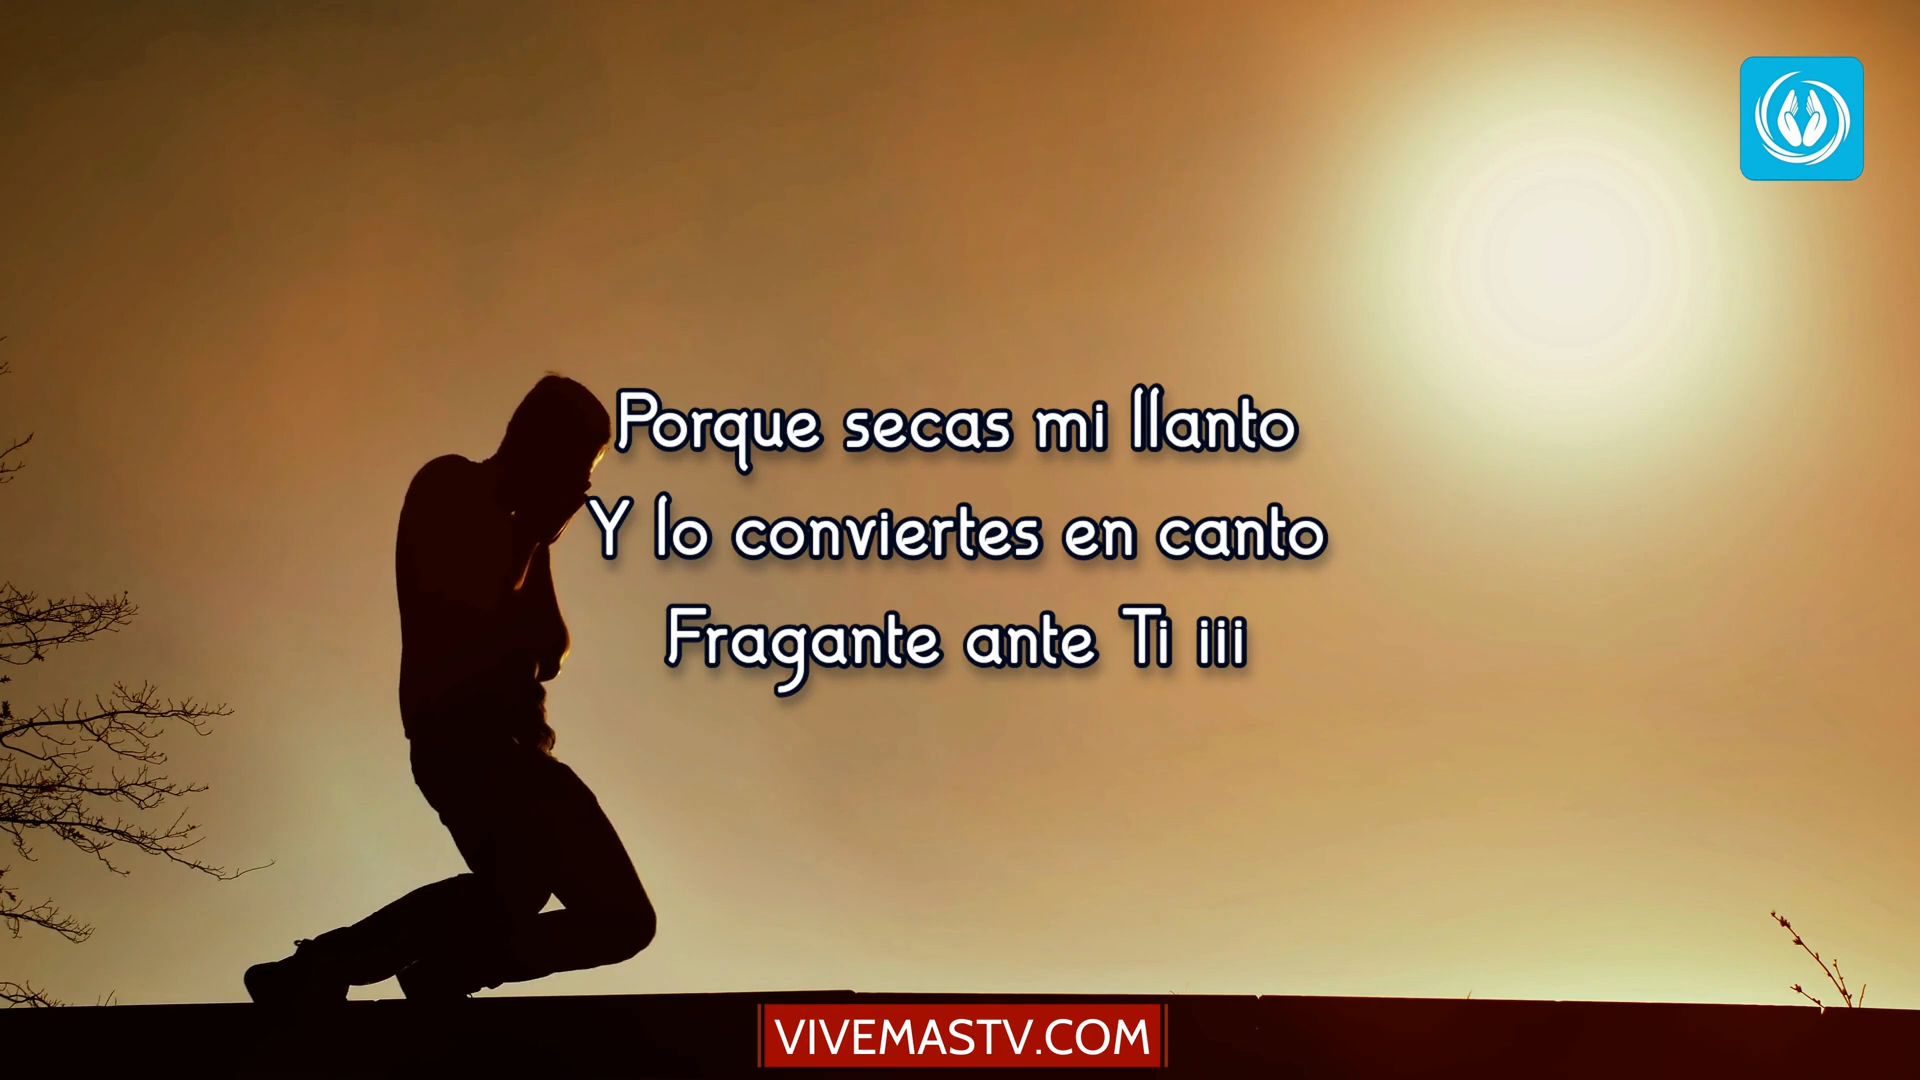 Porque secas mi llanto
Y lo conviertes en canto
Fragante ante Ti iii
VIVEMASTV.COM